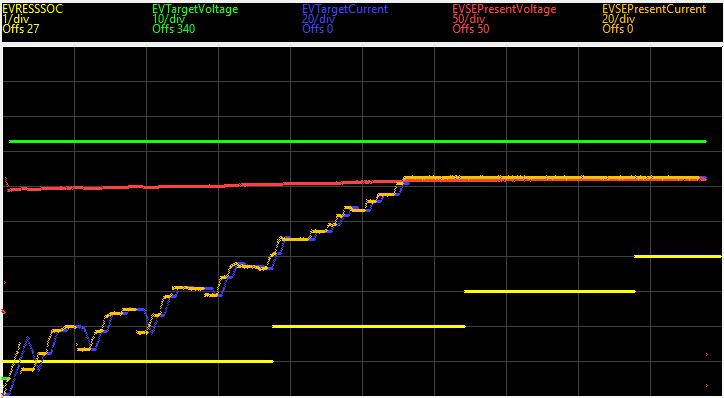 EVRESSSOC EVTargetVoltage EVTargetCurrent EVSEPresentVoltage EVSEPresentCurrent
1/div 10/div 20/div 50/div 20/div
Offs 27 Offs 340 Offs 0 Offs 50 Offs 0